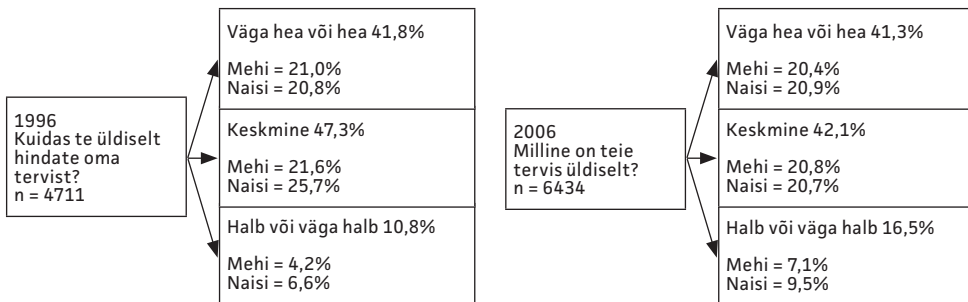 1996
Kuidas te üldiselt
hindate oma
tervist?
n = 4711
Väga hea või hea 41,8%
Mehi = 21,0%
Naisi = 20,8%
Keskmine 47,3%
Mehi = 21,6%
Naisi = 25,7%
Halb või väga halb 10,8%
Mehi = 4,2%
Naisi = 6,6%
2006
Milline on teie
tervis üldiselt?
n = 6434
Väga hea või hea 41,3%
Mehi = 20,4%
Naisi = 20,9%
Keskmine 42,1%
Mehi = 20,8%
Naisi = 20,7%
Halb või väga halb 16,5%
Mehi = 7,1%
Naisi = 9,5%